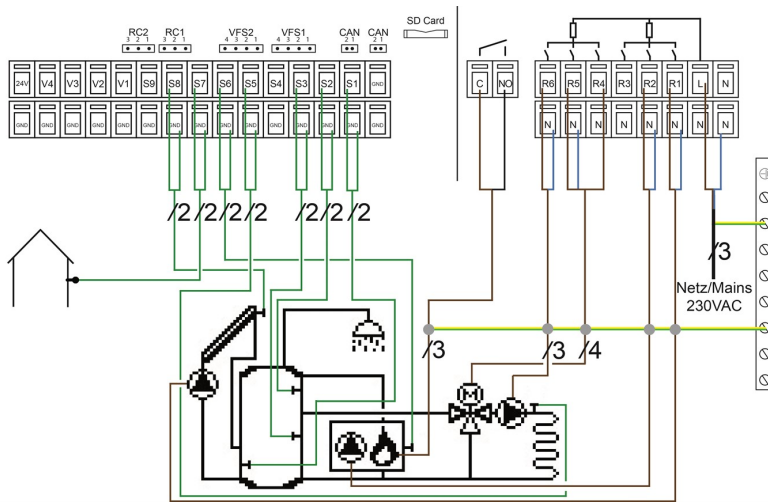 RC2 RC1 VFS2 VFS1 CAN CAN
3 2 1 3 2 1 4 3 2 1 4 3 2 1 2 1 2 1
SD Card
24V V4 V3 V2 V1 S9 S8 S7 S6 S5 S4 S3 S2 S1 GND
GND GND GND GND GND GND GND GND GND GND GND GND GND GND GND
C NO
R6 R5 R4 R3 R2 R1 L N
N N N N N N N N
/2 /2 /2 /2 /2 /2 /2
/3
Netz/Mains
230VAC
/3 /3 /4
M